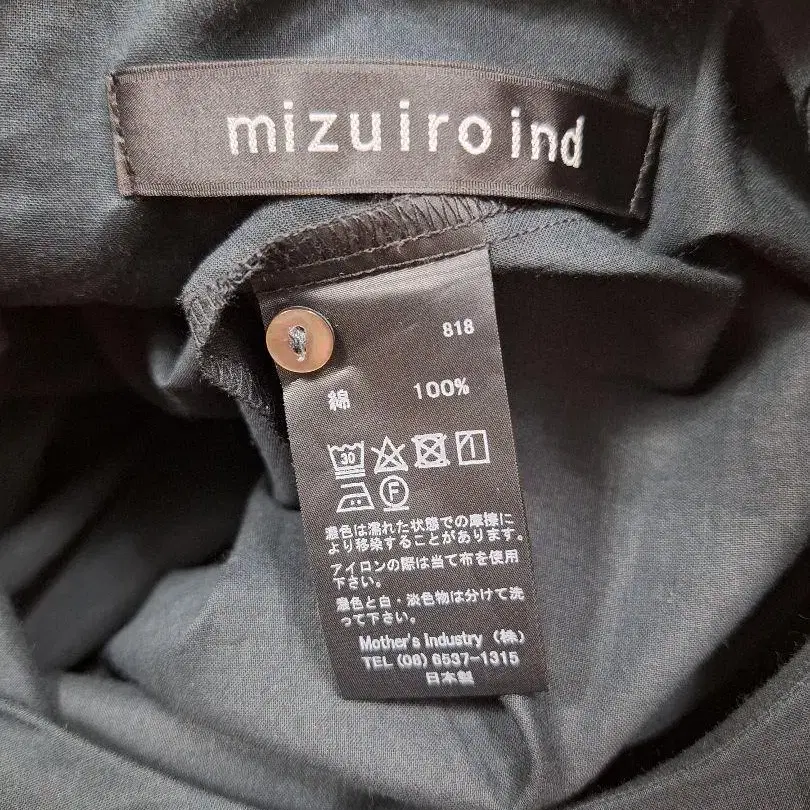 mizuiro ind
818
綿 100%
30
F
濃色は濡れた状態での摩擦に
より移染することがあります。
アイロンの際は当て布を使用
下さい。
濃色と白・淡色物は分けて洗
って下さい。
Mother's Industry (株)
TEL (06) 6537-1315
日本製